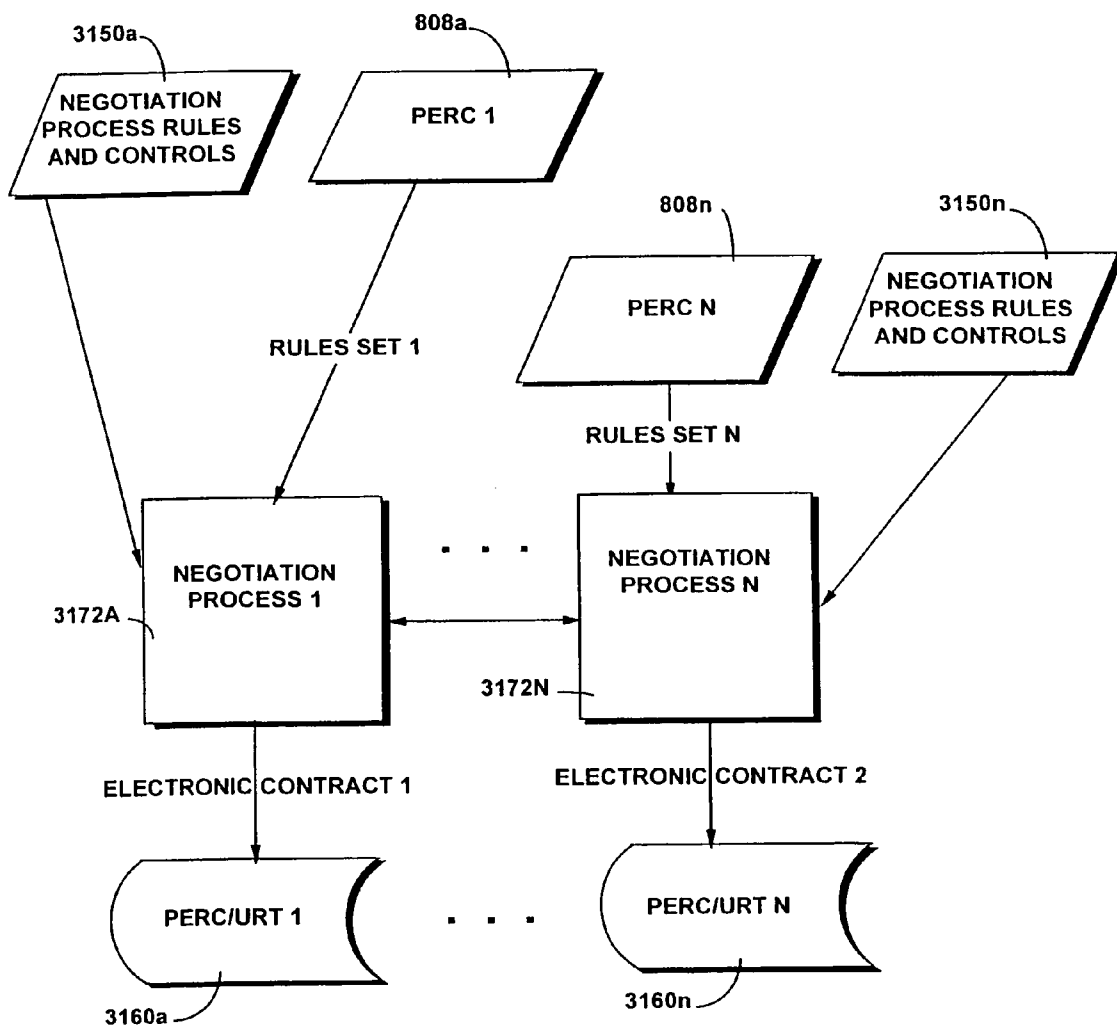 3150a
808a
NEGOTIATION
PROCESS RULES
AND CONTROLS
PERC 1
808n
3150n
PERC N
NEGOTIATION
PROCESS RULES
AND CONTROLS
RULES SET 1
RULES SET N
NEGOTIATION
PROCESS 1
NEGOTIATION
PROCESS N
3172A
3172N
ELECTRONIC CONTRACT 1
ELECTRONIC CONTRACT 2
PERC/URT 1
PERC/URT N
3160a
3160n